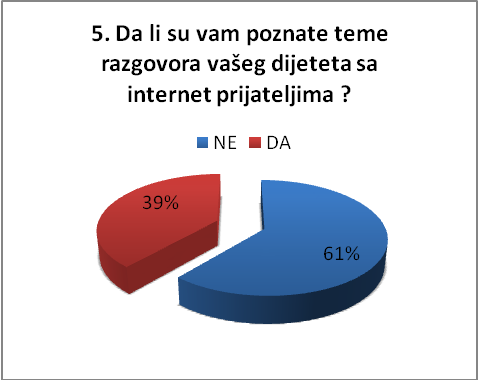 5. Da li su vam poznate teme
razgovora vašeg dijeteta sa
internet prijateljima ?
NE DA
39%
61%